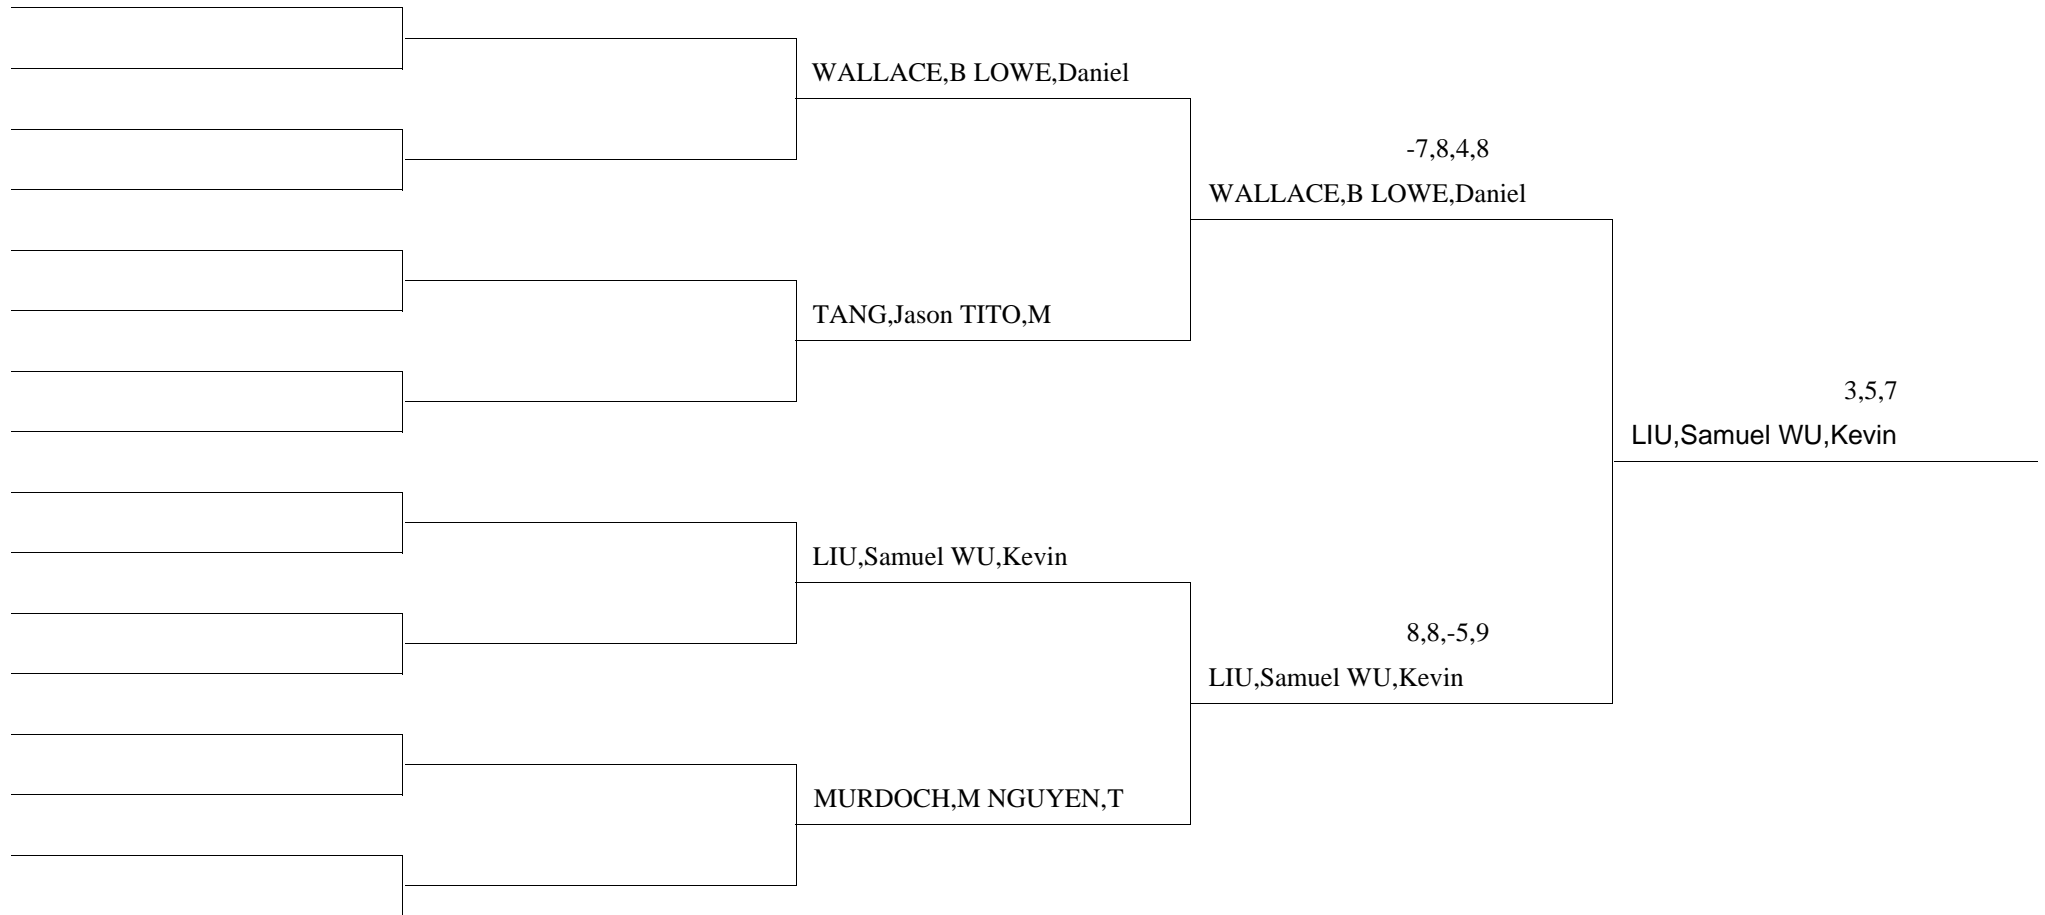 WALLACE,B LOWE,Daniel
-7,8,4,8
WALLACE,B LOWE,Daniel
TANG,Jason TITO,M
3,5,7
LIU,Samuel WU,Kevin
LIU,Samuel WU,Kevin
8,8,-5,9
LIU,Samuel WU,Kevin
MURDOCH,M NGUYEN,T